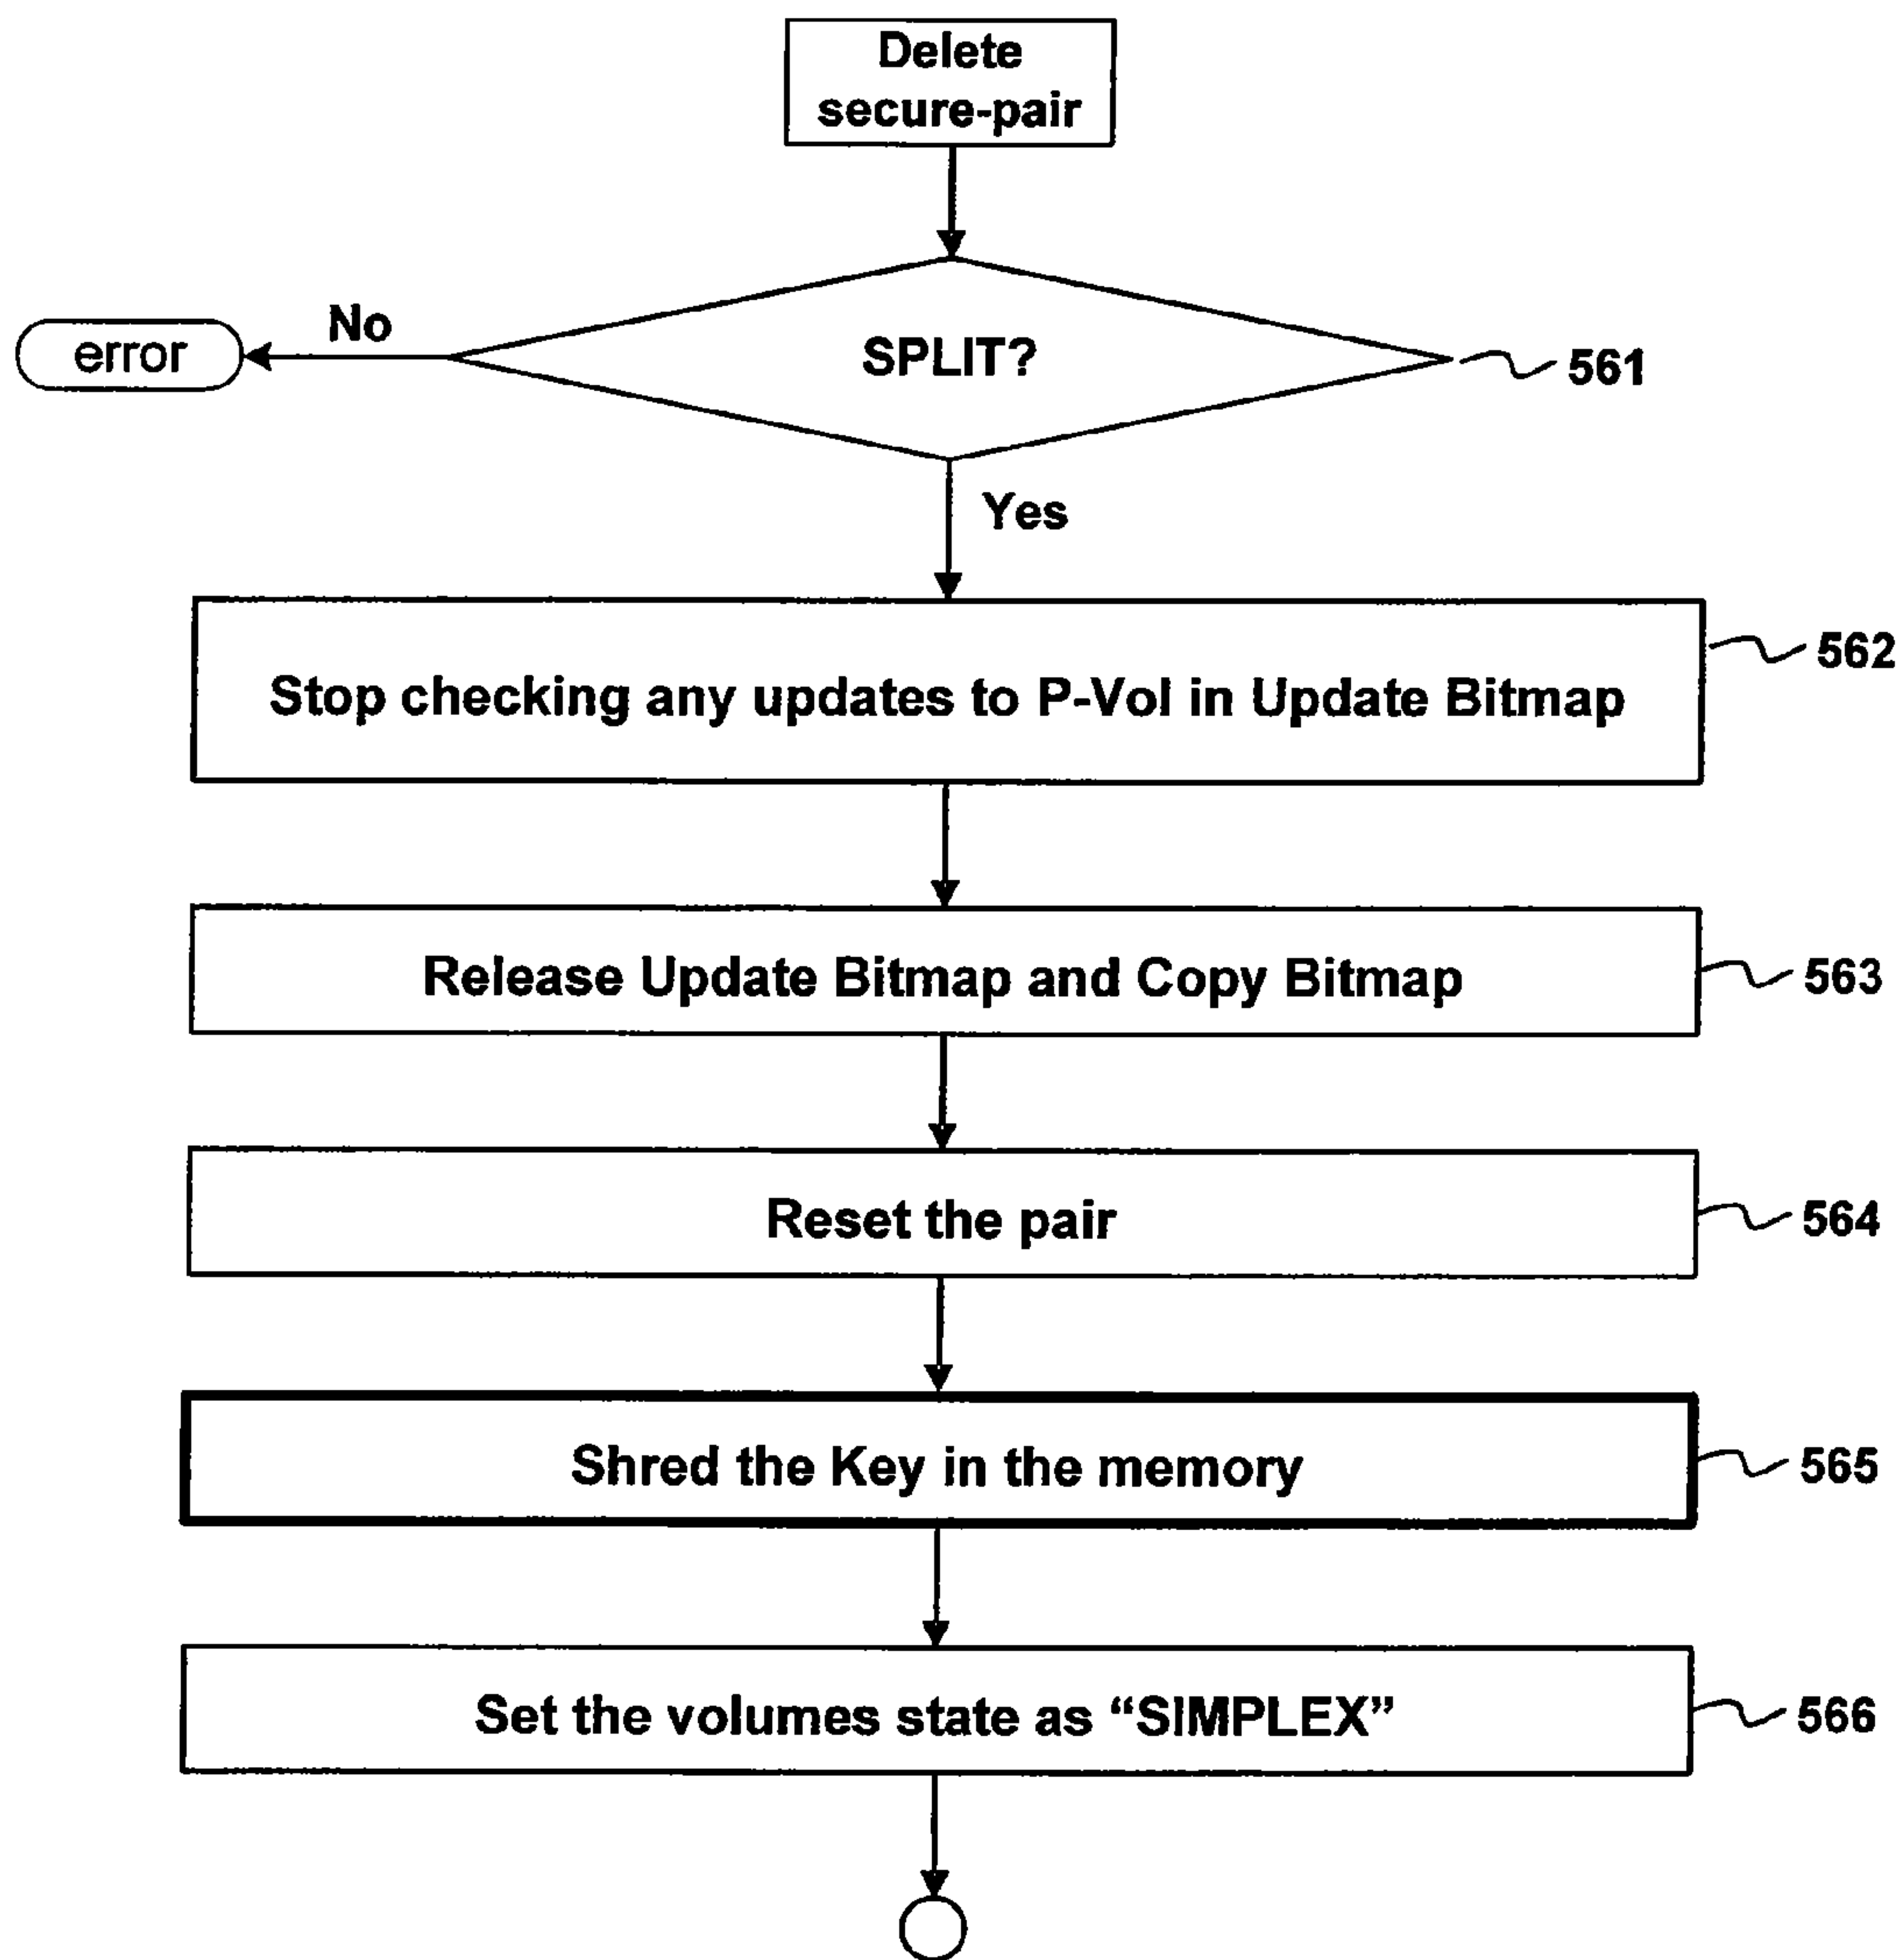 Delete
secure-pair
No
error
SPLIT?
561
Yes
562
Stop checking any updates to P-Vol in Update Bitmap
Release Update Bitmap and Copy Bitmap
563
Reset the pair
564
Shred the Key in the memory
565
Set the volumes state as “SIMPLEX”
566